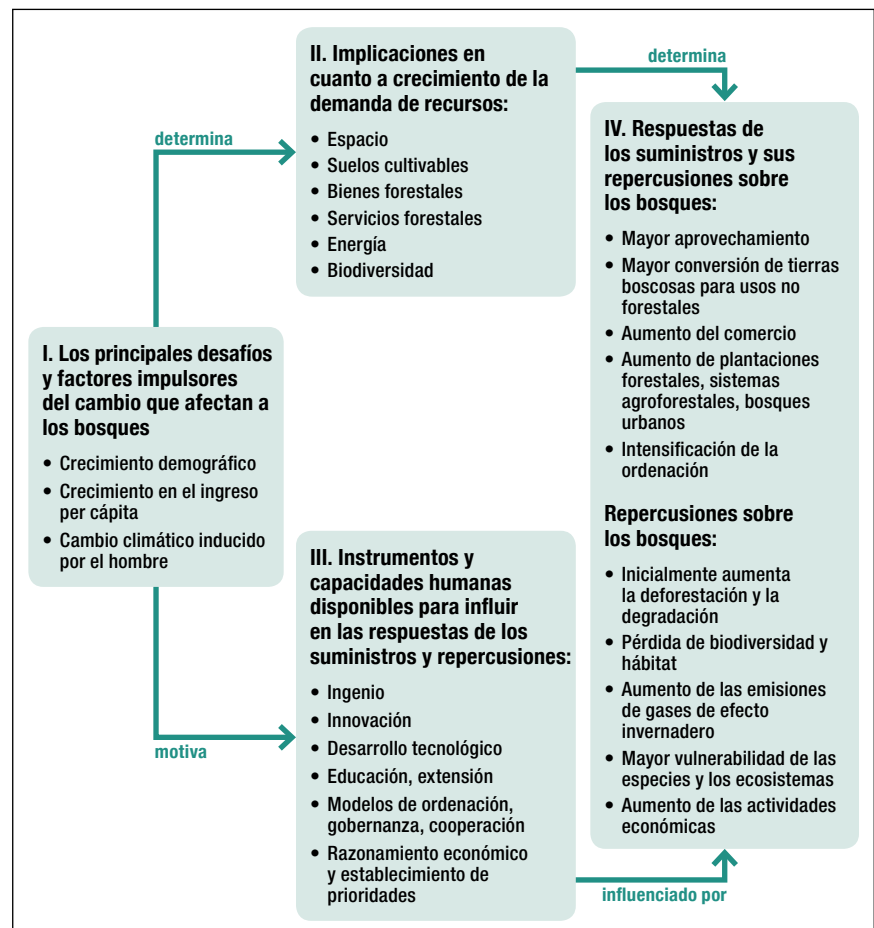 II. Implicaciones en
cuanto a crecimiento de la
demanda de recursos:
• Espacio
• Suelos cultivables
• Bienes forestales
• Servicios forestales
• Energía
• Biodiversidad
determina
determina
I. Los principales desafíos
y factores impulsores
del cambio que afectan a
los bosques
• Crecimiento demográfico
• Crecimiento en el ingreso
per cápita
• Cambio climático inducido
por el hombre
motiva
III. Instrumentos y
capacidades humanas
disponibles para influir
en las respuestas de los
suministros y repercusiones:
• Ingenio
• Innovación
• Desarrollo tecnológico
• Educación, extensión
• Modelos de ordenación,
gobernanza, cooperación
• Razonamiento económico
y establecimiento de
prioridades
influenciado por
IV. Respuestas de
los suministros y sus
repercusiones sobre
los bosques:
• Mayor aprovechamiento
• Mayor conversión de tierras
boscosas para usos no
forestales
• Aumento del comercio
• Aumento de plantaciones
forestales, sistemas
agroforestales, bosques
urbanos
• Intensificación de la
ordenación
Repercusiones sobre
los bosques:
• Inicialmente aumenta
la deforestación y la
degradación
• Pérdida de biodiversidad y
hábitat
• Aumento de las emisiones
de gases de efecto
invernadero
• Mayor vulnerabilidad de las
especies y los ecosistemas
• Aumento de las actividades
económicas